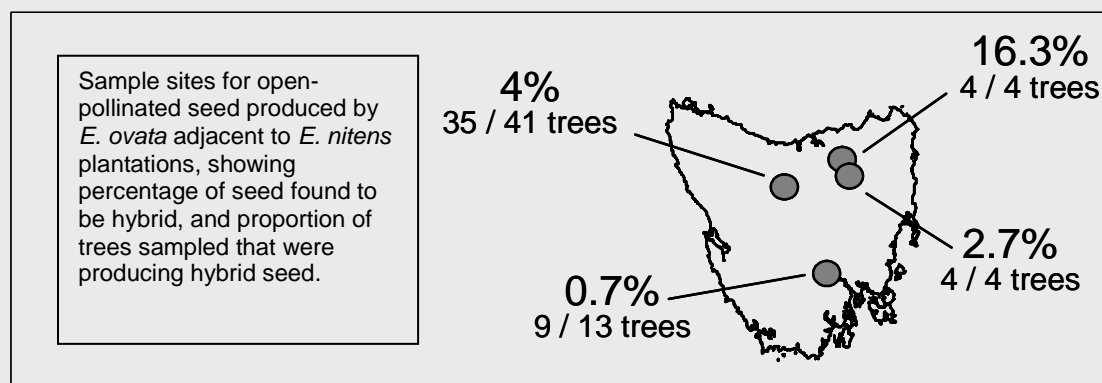 Sample sites for open-
pollinated seed produced by
E. ovata adjacent to E. nitens
plantations, showing
percentage of seed found to
be hybrid, and proportion of
trees sampled that were
producing hybrid seed.
4%
35 / 41 trees
16.3%
4 / 4 trees
2.7%
4 / 4 trees
0.7%
9 / 13 trees